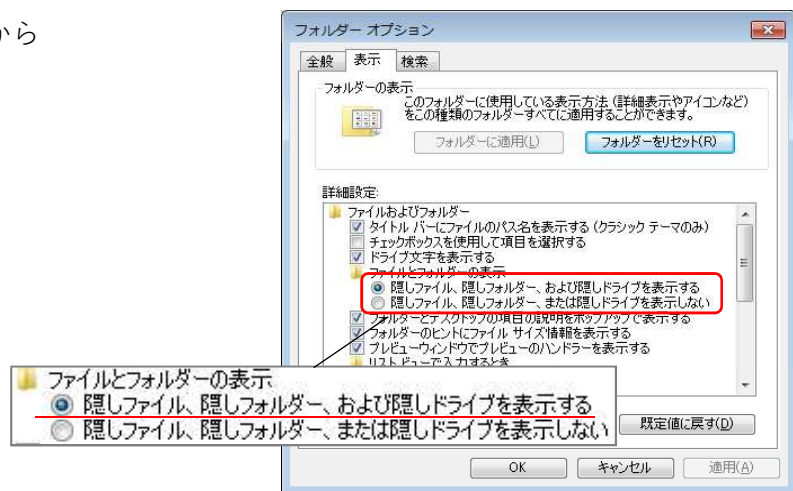 から
フォルダー オプション
全般 表示 検索
フォルダーの表示
このフォルダーに使用している表示方法 (詳細表示やアイコンなど)
をこの種類のフォルダーすべてに適用することができます。
フォルダーに適用(L) フォルダーをリセット(R)
詳細設定:
ファイルおよびフォルダー
タイトル バーにファイルのパス名を表示する (クラシック テーマのみ)
チェックボックスを使用して項目を選択する
ドライブ文字を表示する
ファイルとフォルダーの表示
隠しファイル、隠しフォルダー、および隠しドライブを表示する
隠しファイル、隠しフォルダー、または隠しドライブを表示しない
フォルダーとデスクトップの項目の説明をポップアップで表示する
フォルダーのヒントにファイル サイズ情報を表示する
プレビューウィンドウでプレビューのハンドラーを表示する
リスト ビューで入力するとき
ファイルとフォルダーの表示
隠しファイル、隠しフォルダー、および隠しドライブを表示する
隠しファイル、隠しフォルダー、または隠しドライブを表示しない
既定値に戻す(D)
OK キャンセル 適用(A)